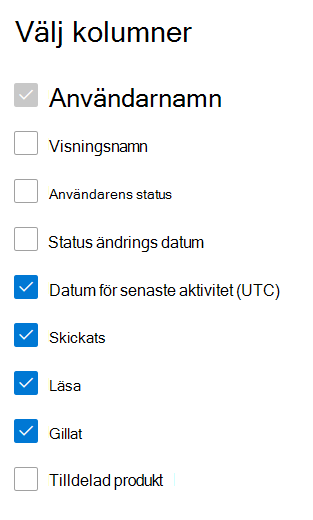 Välj kolumner
Användarnamn
Visningsnamn
Användarens status
Status ändrings datum
Datum för senaste aktivitet (UTC)
Skickats
Läsa
Gillat
Tilldelad produkt